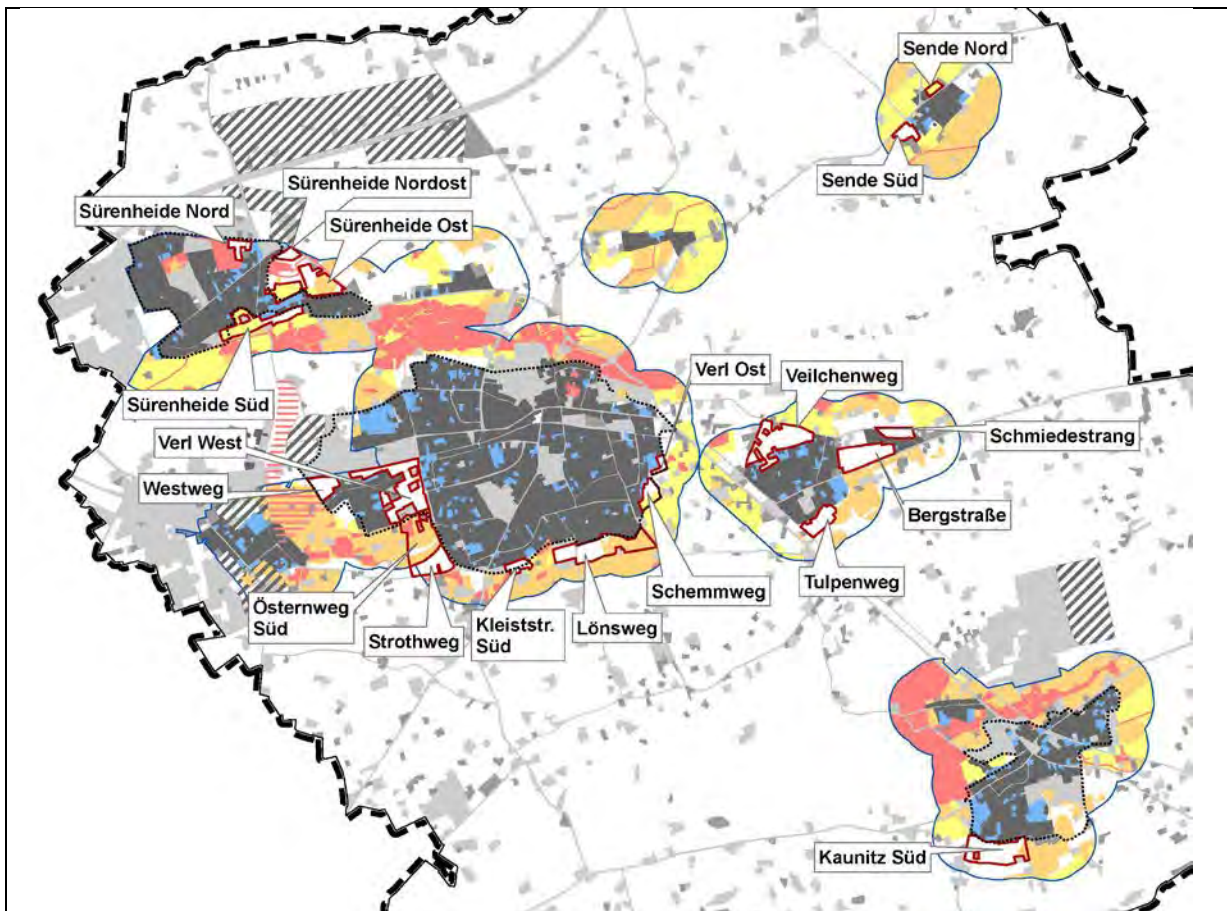 Sende Nord
Sende Süd
Sürenheide Nordost
Sürenheide Nord
Sürenheide Ost
Sürenheide Süd
Verl Ost
Veilchenweg
Verl West
Schmiedestrang
Westweg
Bergstraße
Tulpenweg
Schemmweg
Östernweg
Süd
Strothweg
Kleiststr.
Süd
Lönsweg
Kaunitz Süd